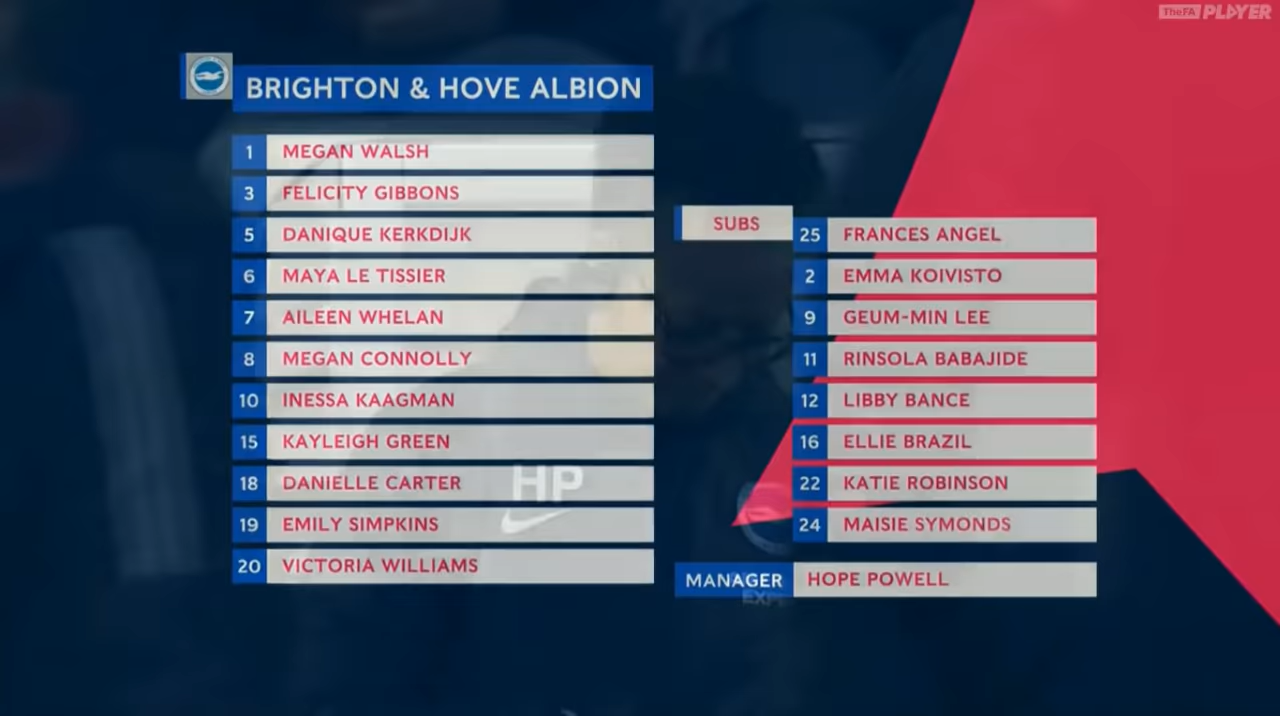 TheFA PLAYER
BRIGHTON & HOVE ALBION
1 MEGAN WALSH
3 FELICITY GIBBONS
5 DANIQUE KERKDIJK
6 MAYA LE TISSIER
7 AILEEN WHELAN
8 MEGAN CONNOLLY
10 INESSA KAAGMAN
15 KAYLEIGH GREEN
18 DANIELLE CARTER
19 EMILY SIMPKINS
20 VICTORIA WILLIAMS
HP
SUBS
25 FRANCES ANGEL
2 EMMA KOIVISTO
9 GEUM-MIN LEE
11 RINSOLA BABAJIDE
12 LIBBY BANCE
16 ELLIE BRAZIL
22 KATIE ROBINSON
24 MAISIE SYMONDS
MANAGER HOPE POWELL